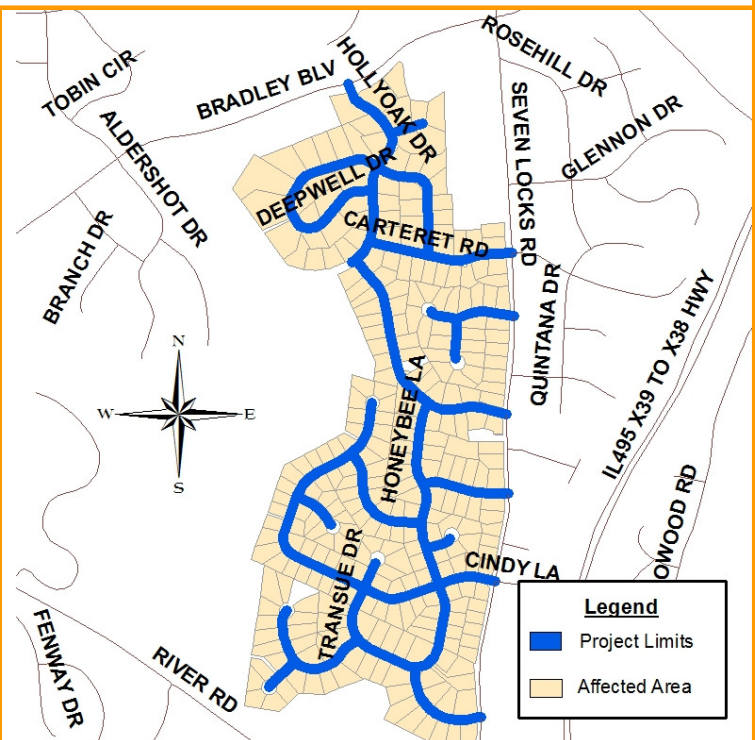 ROSEHILL DR
HOLLYOAK DR
TOBIN CIR
BRADLEY BLV
SEVEN LOCKS RD
GLENNON DR
ALDERSHOT DR
DEEPWELL DR
CARTERET RD
BRANCH DR
QUINTANA DR
IL495 X39 TO X38 HWY
N
W
E
S
HONEYBEE LA
OWOOD RD
TRANSUE DR
CINDY LA
FENWAY DR
RIVER RD
Legend
Project Limits
Affected Area